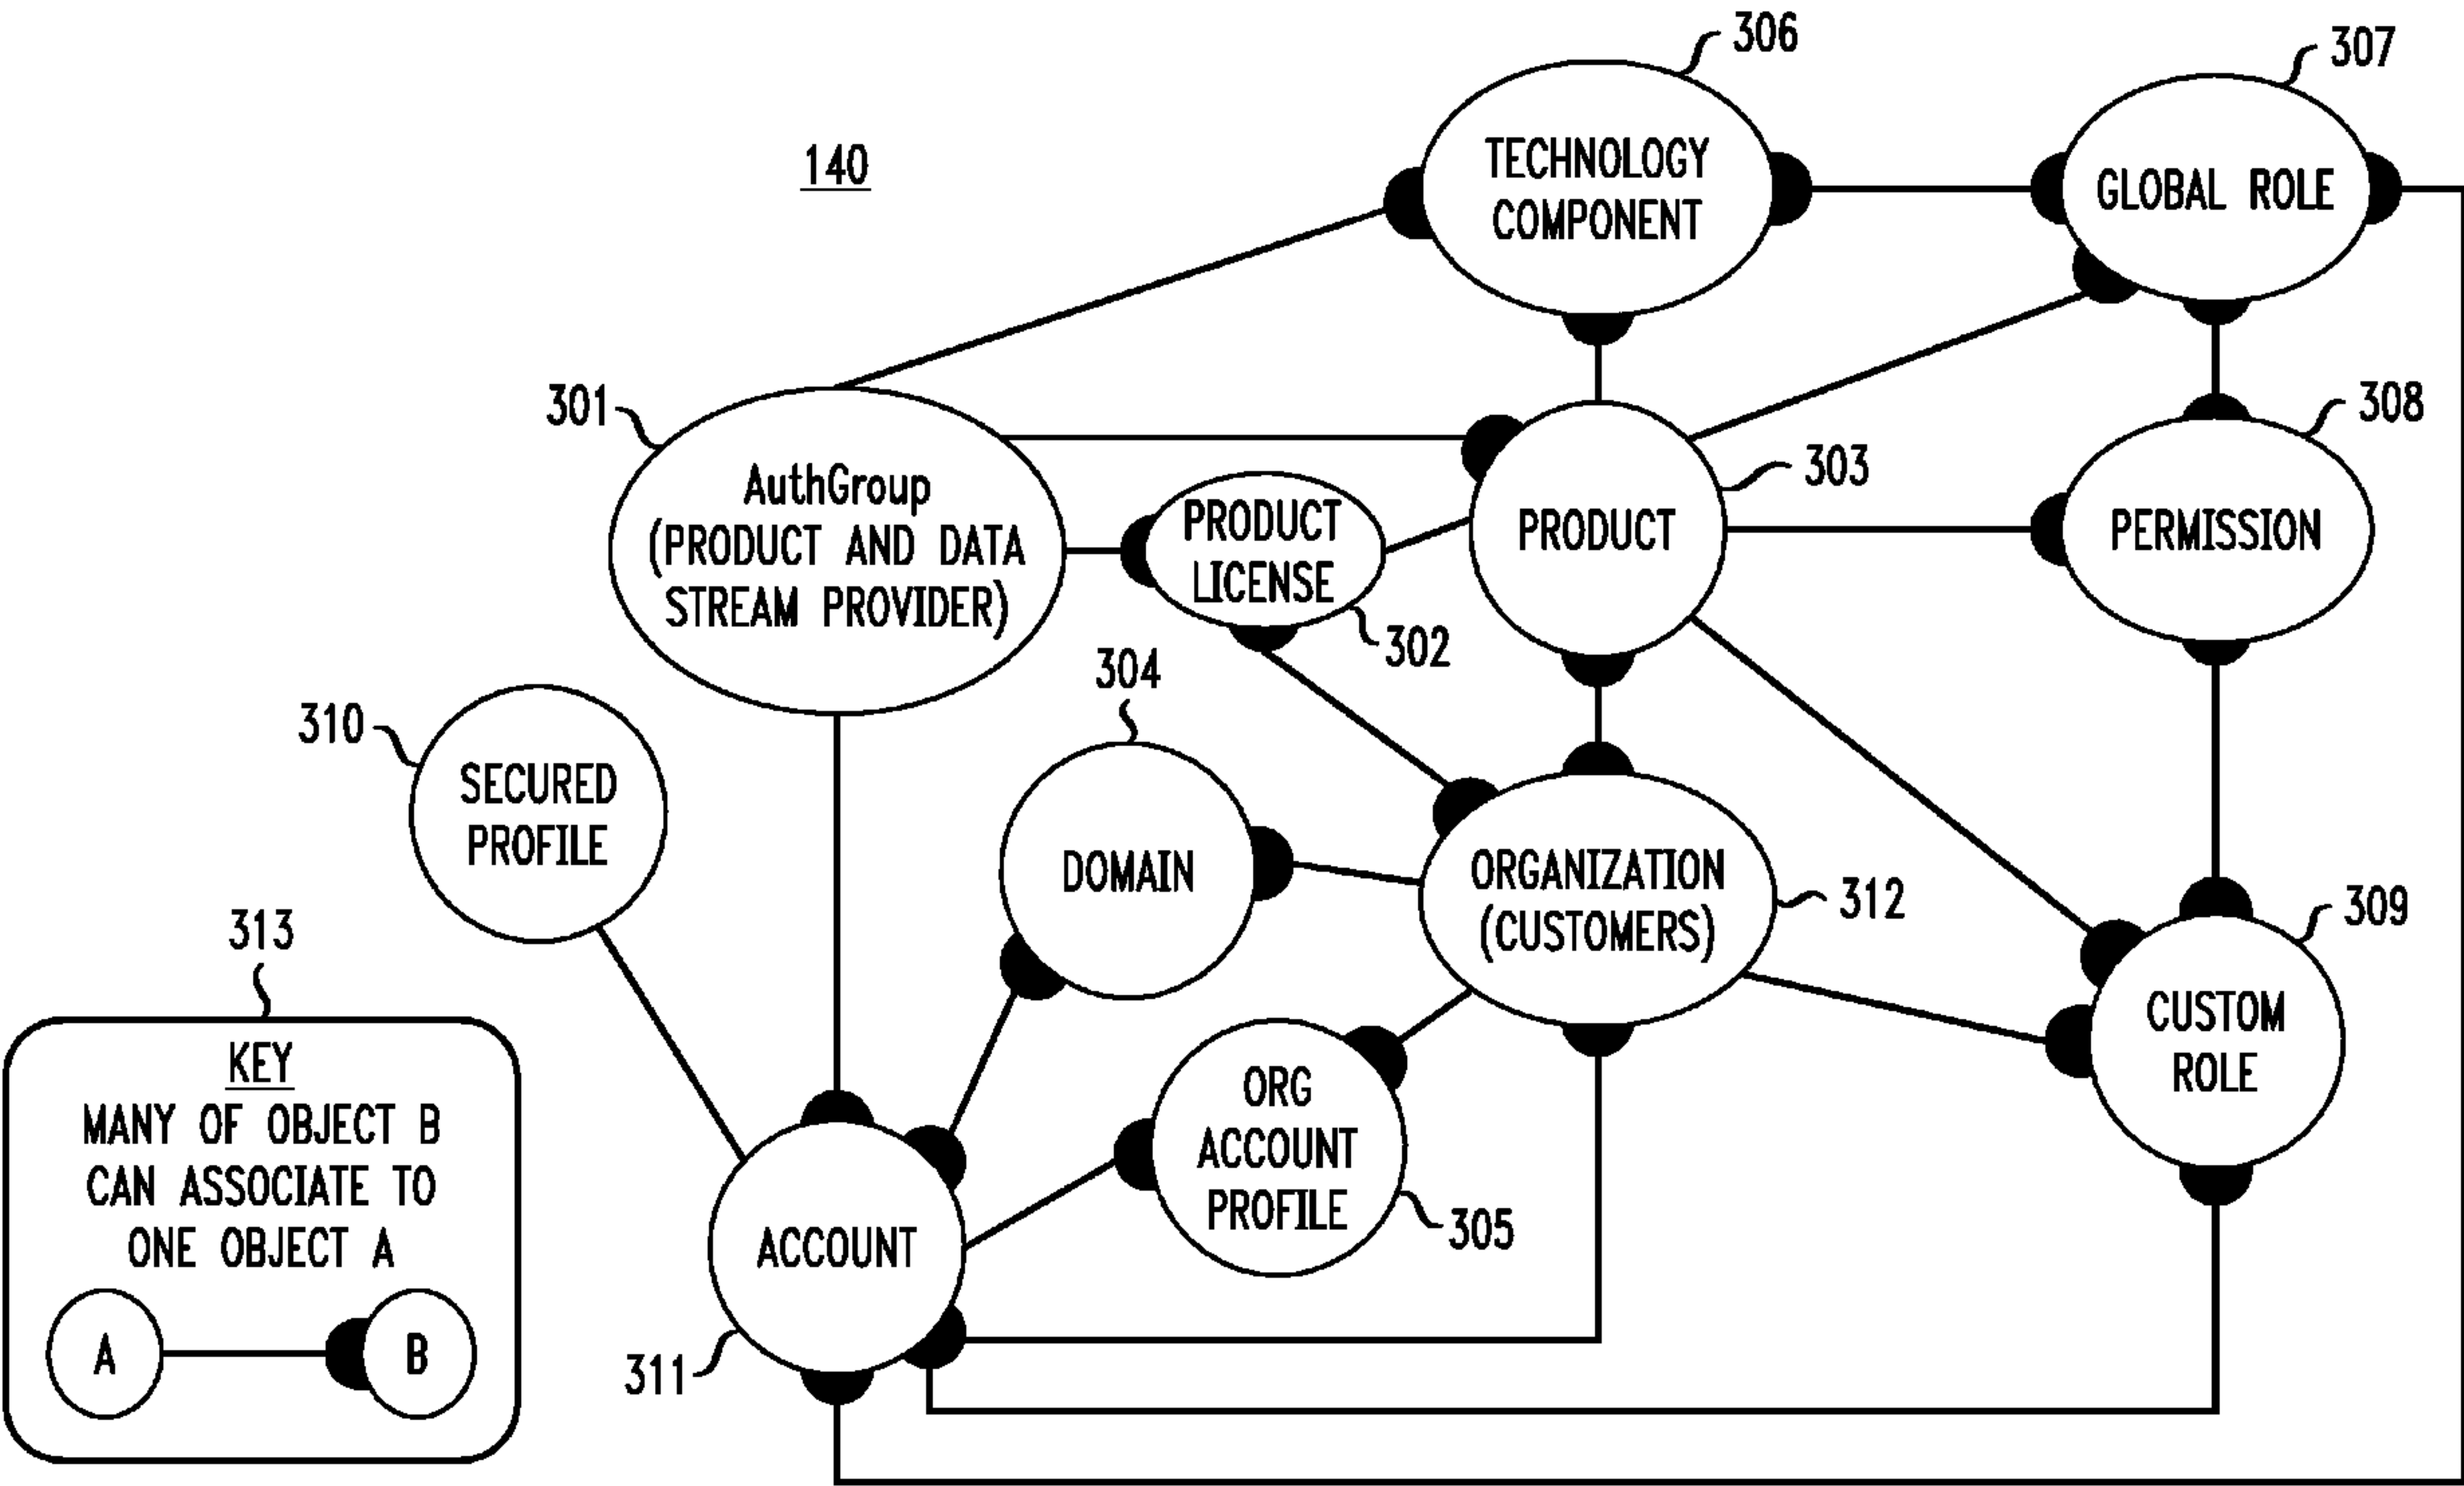 306
307
140
TECHNOLOGY
COMPONENT
GLOBAL ROLE
301
308
AuthGroup
(PRODUCT AND DATA
STREAM PROVIDER)
PRODUCT
LICENSE
302
PRODUCT
303
PERMISSION
304
310
SECURED
PROFILE
DOMAIN
ORGANIZATION
(CUSTOMERS)
312
309
313
CUSTOM
ROLE
KEY
MANY OF OBJECT B
CAN ASSOCIATE TO
ONE OBJECT A
A
B
ORG
ACCOUNT
PROFILE
305
ACCOUNT
311